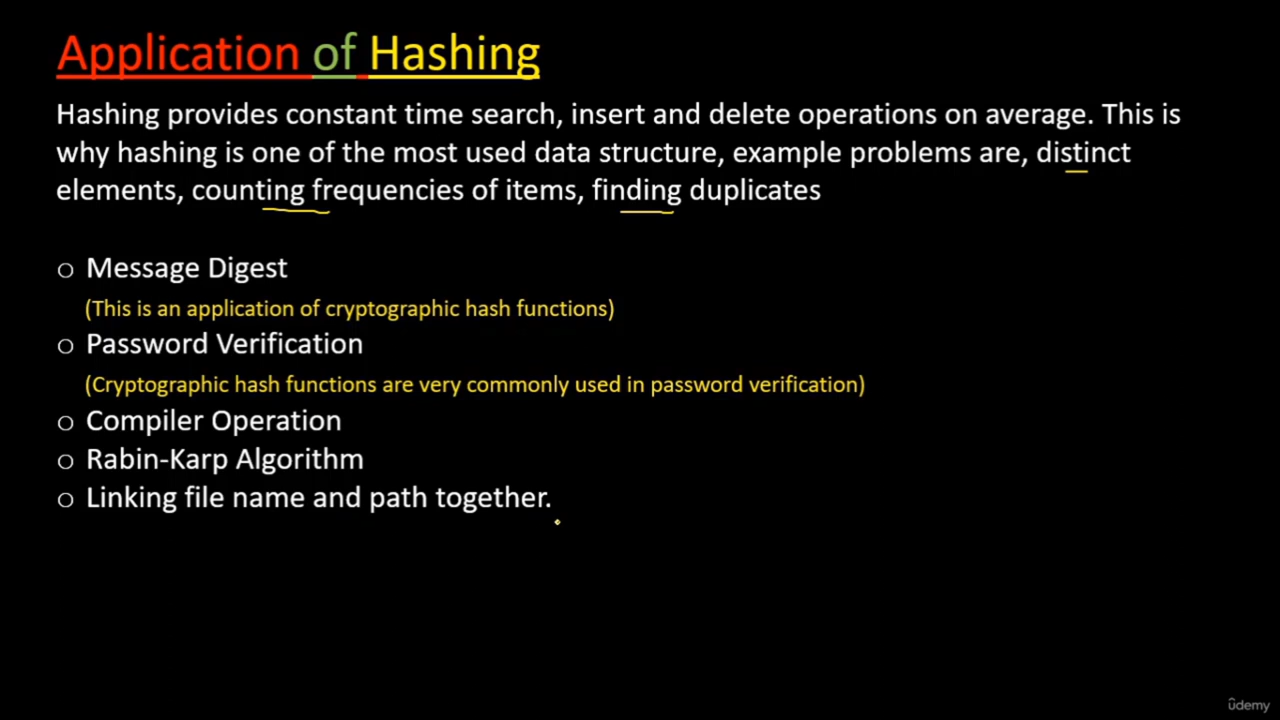 Application of Hashing
Hashing provides constant time search, insert and delete operations on average. This is
why hashing is one of the most used data structure, example problems are, distinct
elements, counting frequencies of items, finding duplicates
o Message Digest
(This is an application of cryptographic hash functions)
o Password Verification
(Cryptographic hash functions are very commonly used in password verification)
o Compiler Operation
o Rabin-Karp Algorithm
o Linking file name and path together.
ûdemy